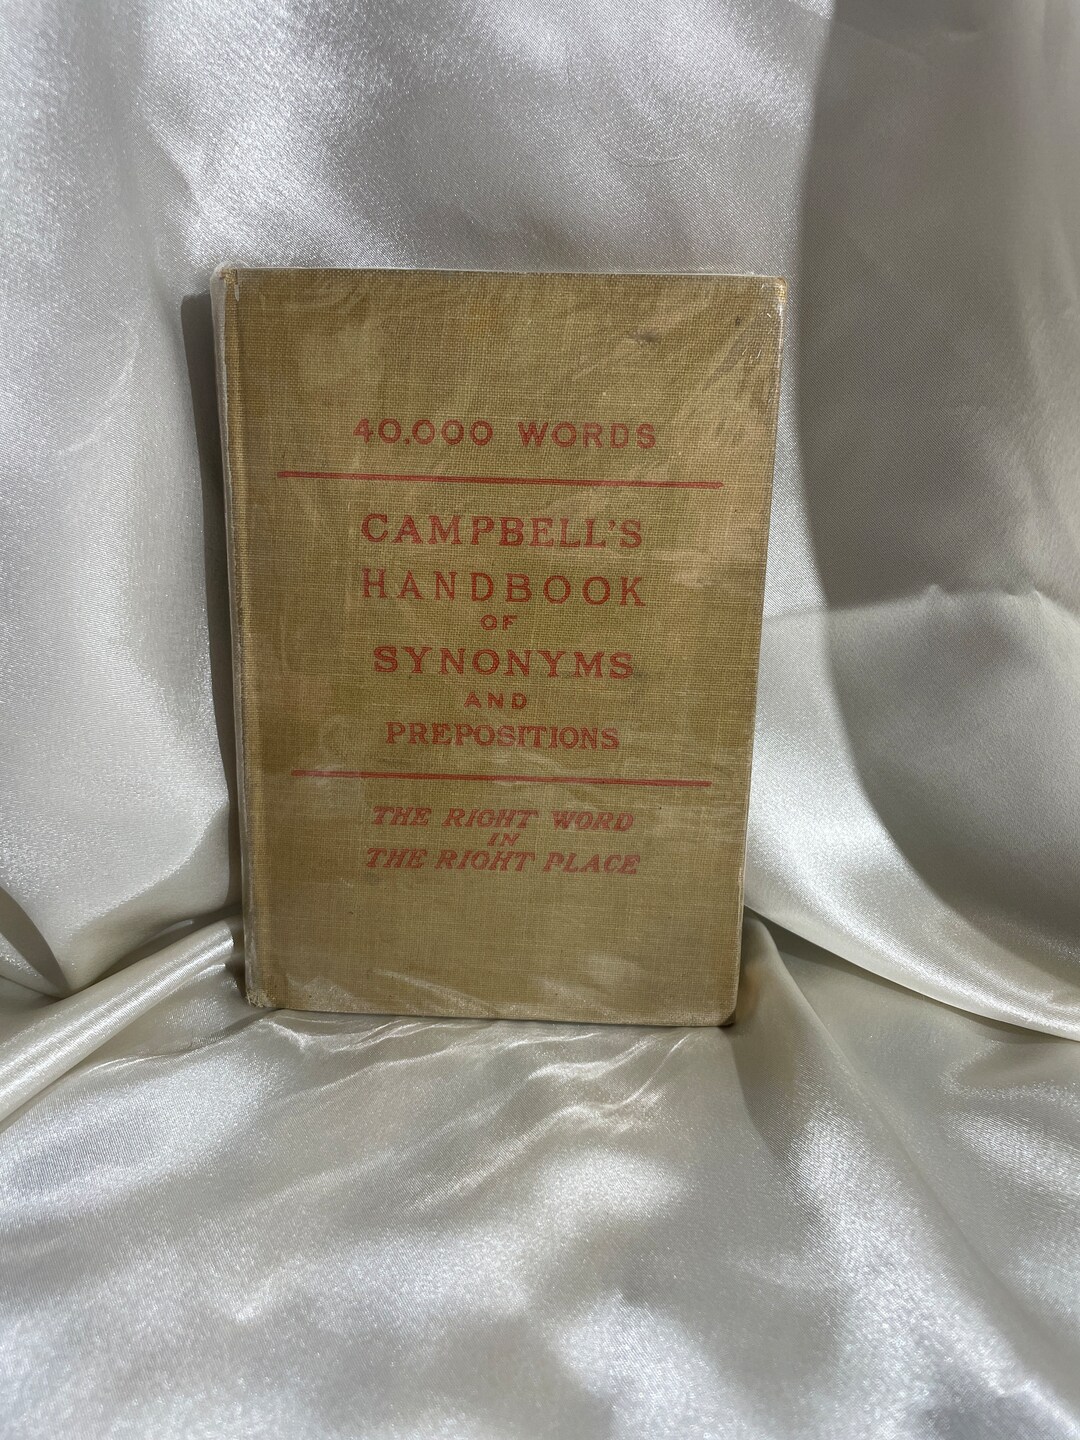 40,000 WORDS
CAMPBELL'S
HANDBOOK
OF
SYNONYMS
AND
PREPOSITIONS
THE RIGHT WORD
IN
THE RIGHT PLACE